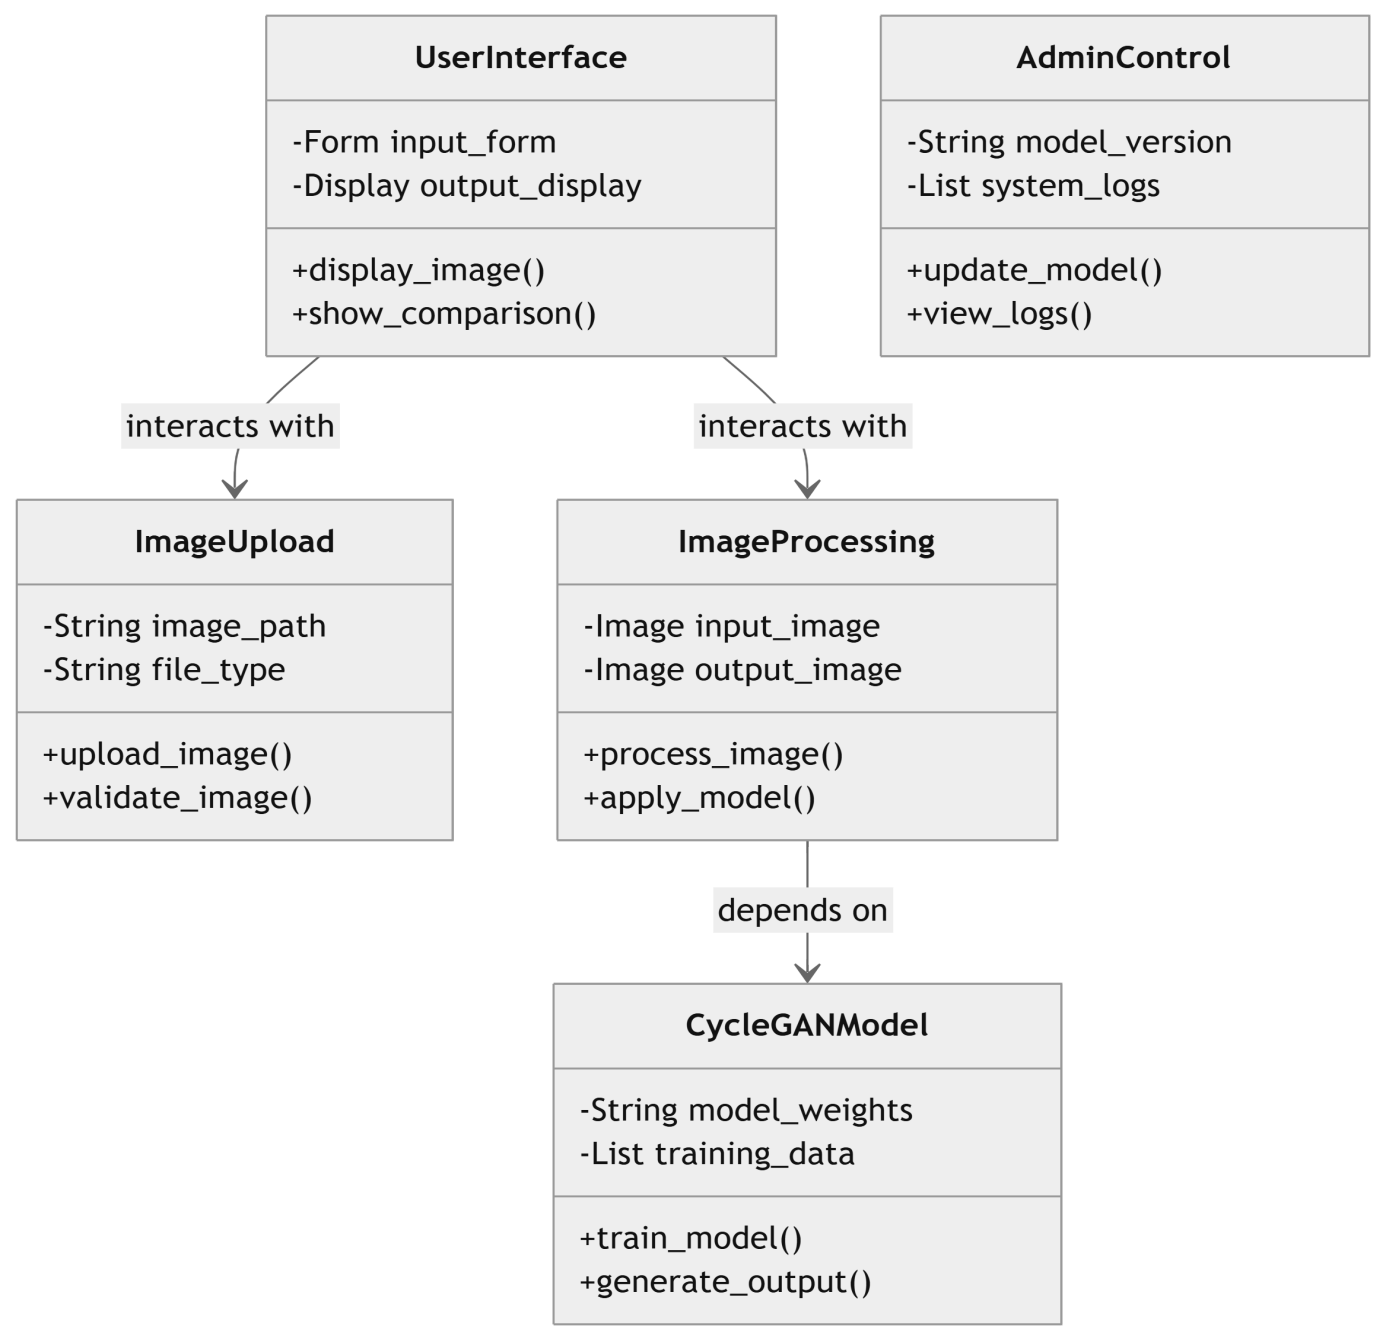 UserInterface
-Form input_form
-Display output_display
+display_image()
+show_comparison()
AdminControl
-String model_version
-List system_logs
+update_model()
+view_logs()
interacts with
interacts with
ImageUpload
-String image_path
-String file_type
+upload_image()
+validate_image()
ImageProcessing
-Image input_image
-Image output_image
+process_image()
+apply_model()
depends on
CycleGANModel
-String model_weights
-List training_data
+train_model()
+generate_output()